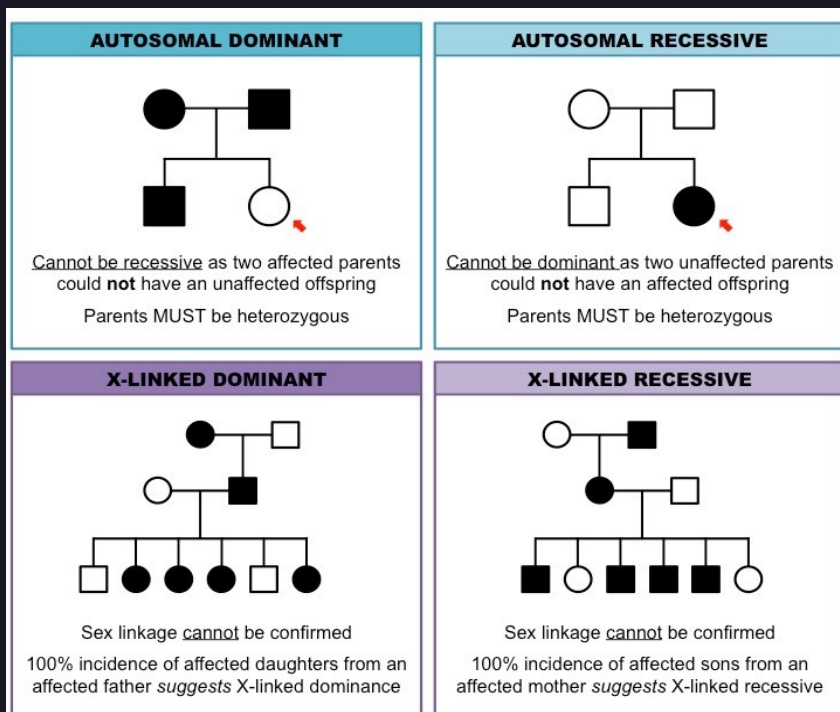 AUTOSOMAL DOMINANT
Cannot be recessive as two affected parents
could not have an unaffected offspring
Parents MUST be heterozygous
AUTOSOMAL RECESSIVE
Cannot be dominant as two unaffected parents
could not have an affected offspring
Parents MUST be heterozygous
X-LINKED DOMINANT
Sex linkage cannot be confirmed
100% incidence of affected daughters from an
affected father suggests X-linked dominance
X-LINKED RECESSIVE
Sex linkage cannot be confirmed
100% incidence of affected sons from an
affected mother suggests X-linked recessive